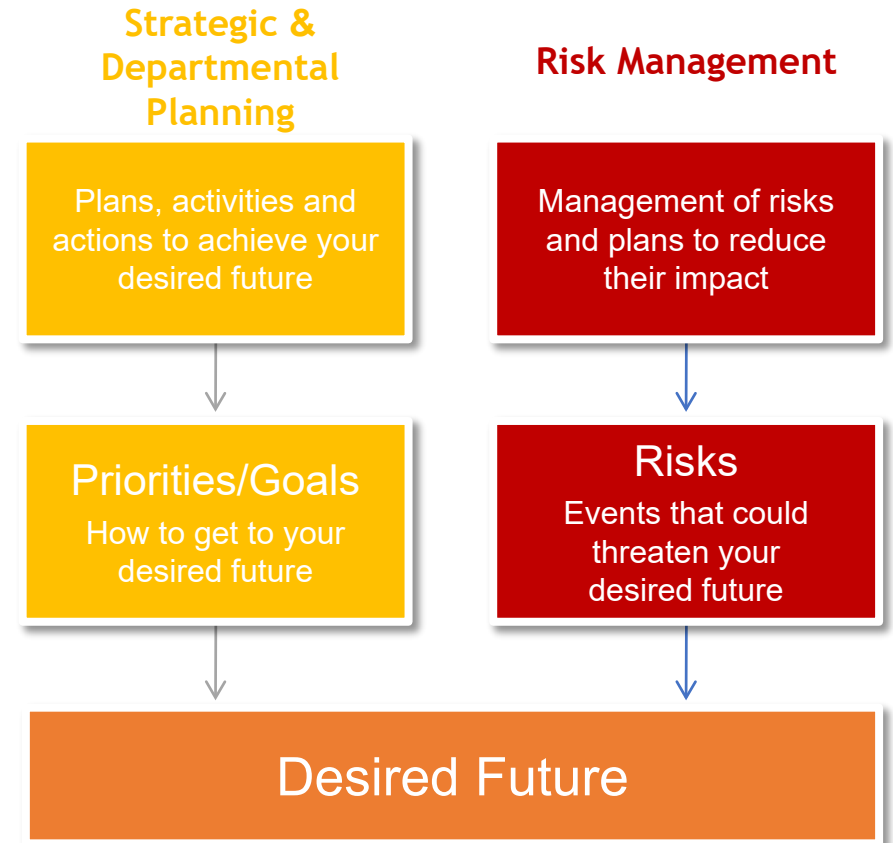 Strategic &
Departmental
Planning
Plans, activities and
actions to achieve your
desired future
Priorities/Goals
How to get to your
desired future
Risk Management
Management of risks
and plans to reduce
their impact
Risks
Events that could
threaten your
desired future
Desired Future